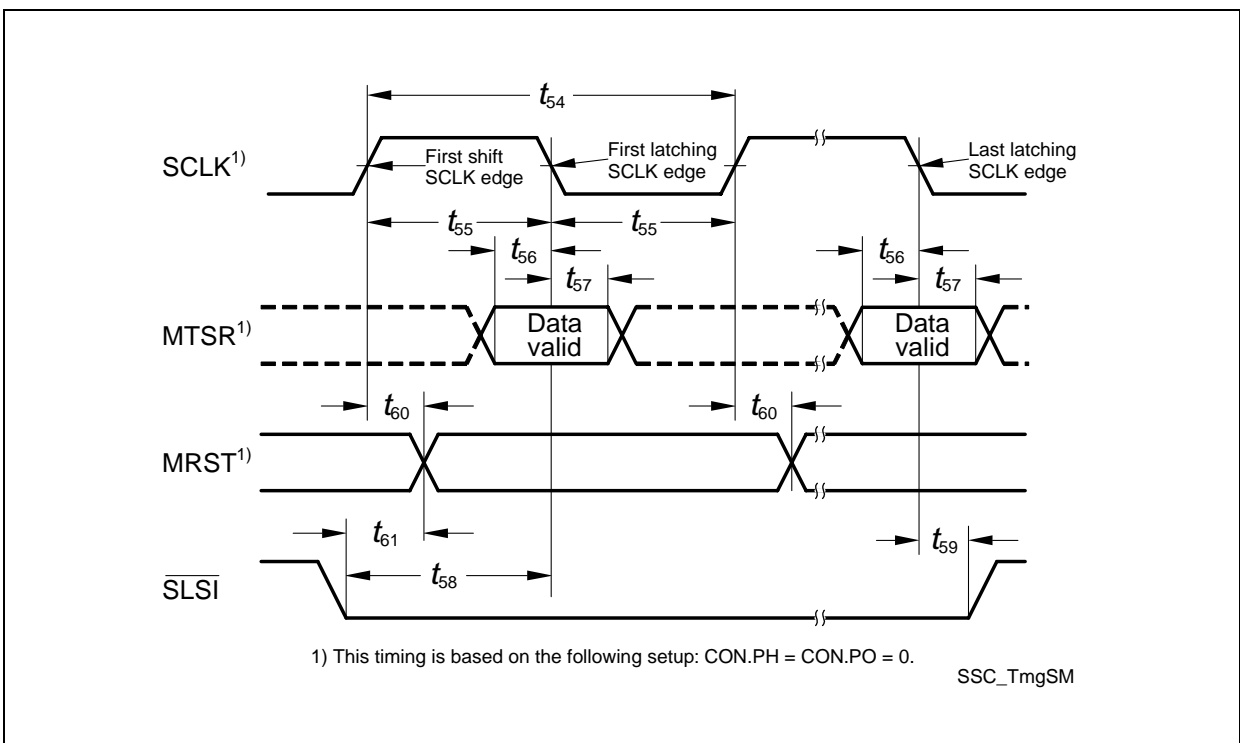 t54
SCLK1)
First shift
SCLK edge
First latching
SCLK edge
Last latching
SCLK edge
t55
t55
t56
t56
t57
t57
MTSR1)
Data
valid
Data
valid
t60
t60
MRST1)
t61
t59
t58
SLSI
1) This timing is based on the following setup: CON.PH = CON.PO = 0.
SSC_TmgSM